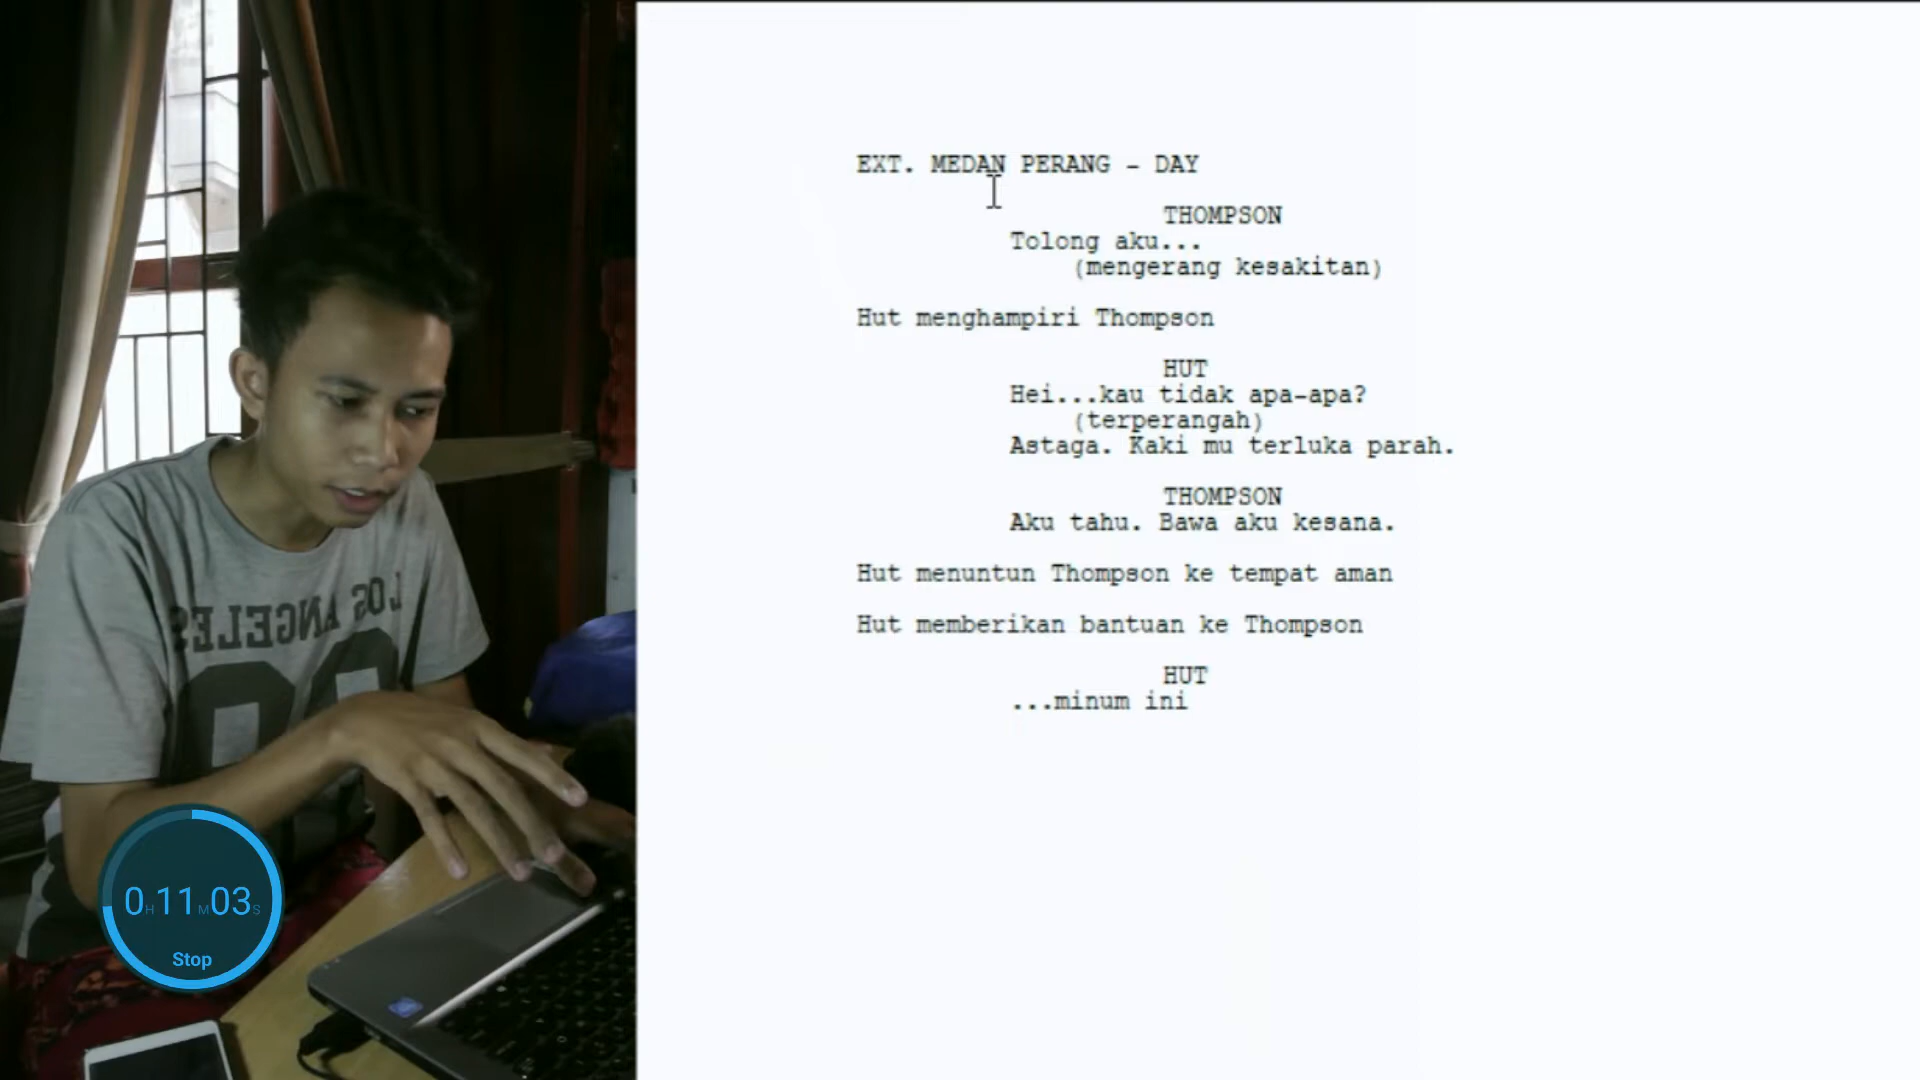 EXT. MEDAN PERANG - DAY
THOMPSON
Tolong aku...
(mengerang kesakitan)
Hut menghampiri Thompson
HUT
Hei...kau tidak apa-apa?
(terperangah)
Astaga. Kaki mu terluka parah.
THOMPSON
Aku tahu. Bawa aku kesana.
Hut menuntun Thompson ke tempat aman
Hut memberikan bantuan ke Thompson
HUT
...minum ini
LOS ANGELES
0H 11M 03S
Stop